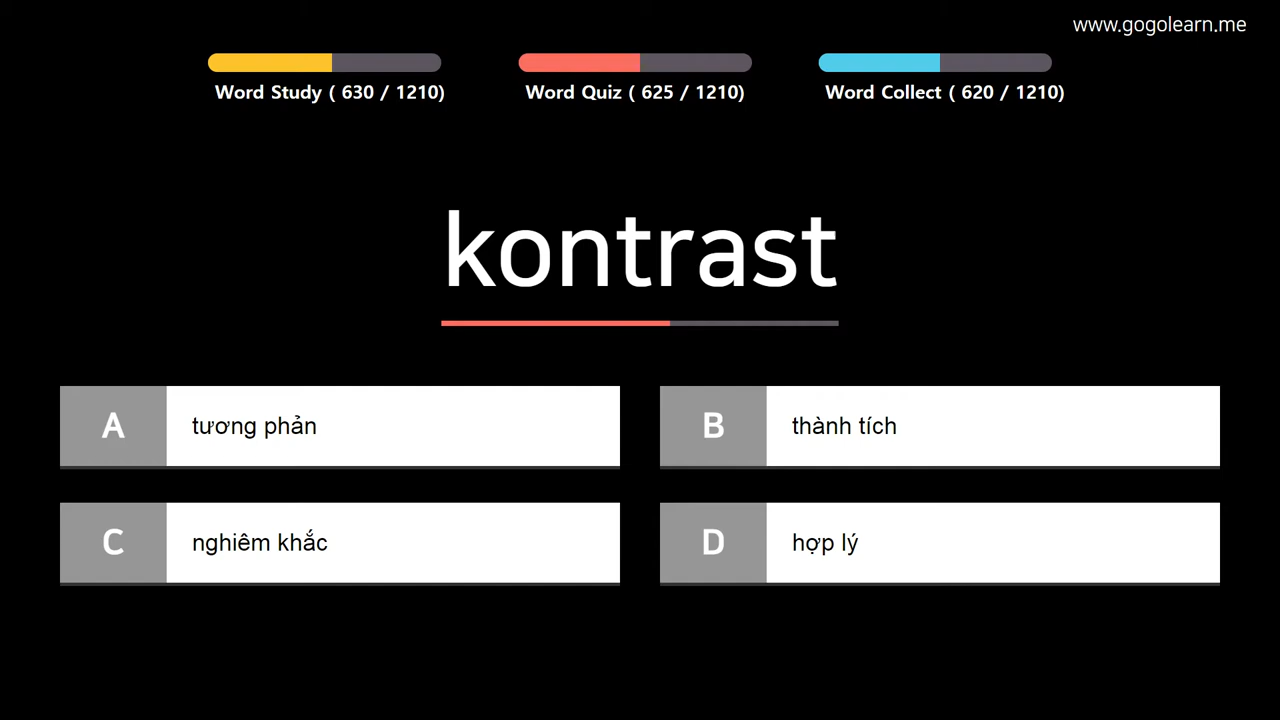 www.gogolearn.me
Word Study ( 630 / 1210)
Word Quiz ( 625 / 1210)
Word Collect ( 620 / 1210)
kontrast
A tương phản
B thành tích
C nghiêm khắc
D hợp lý